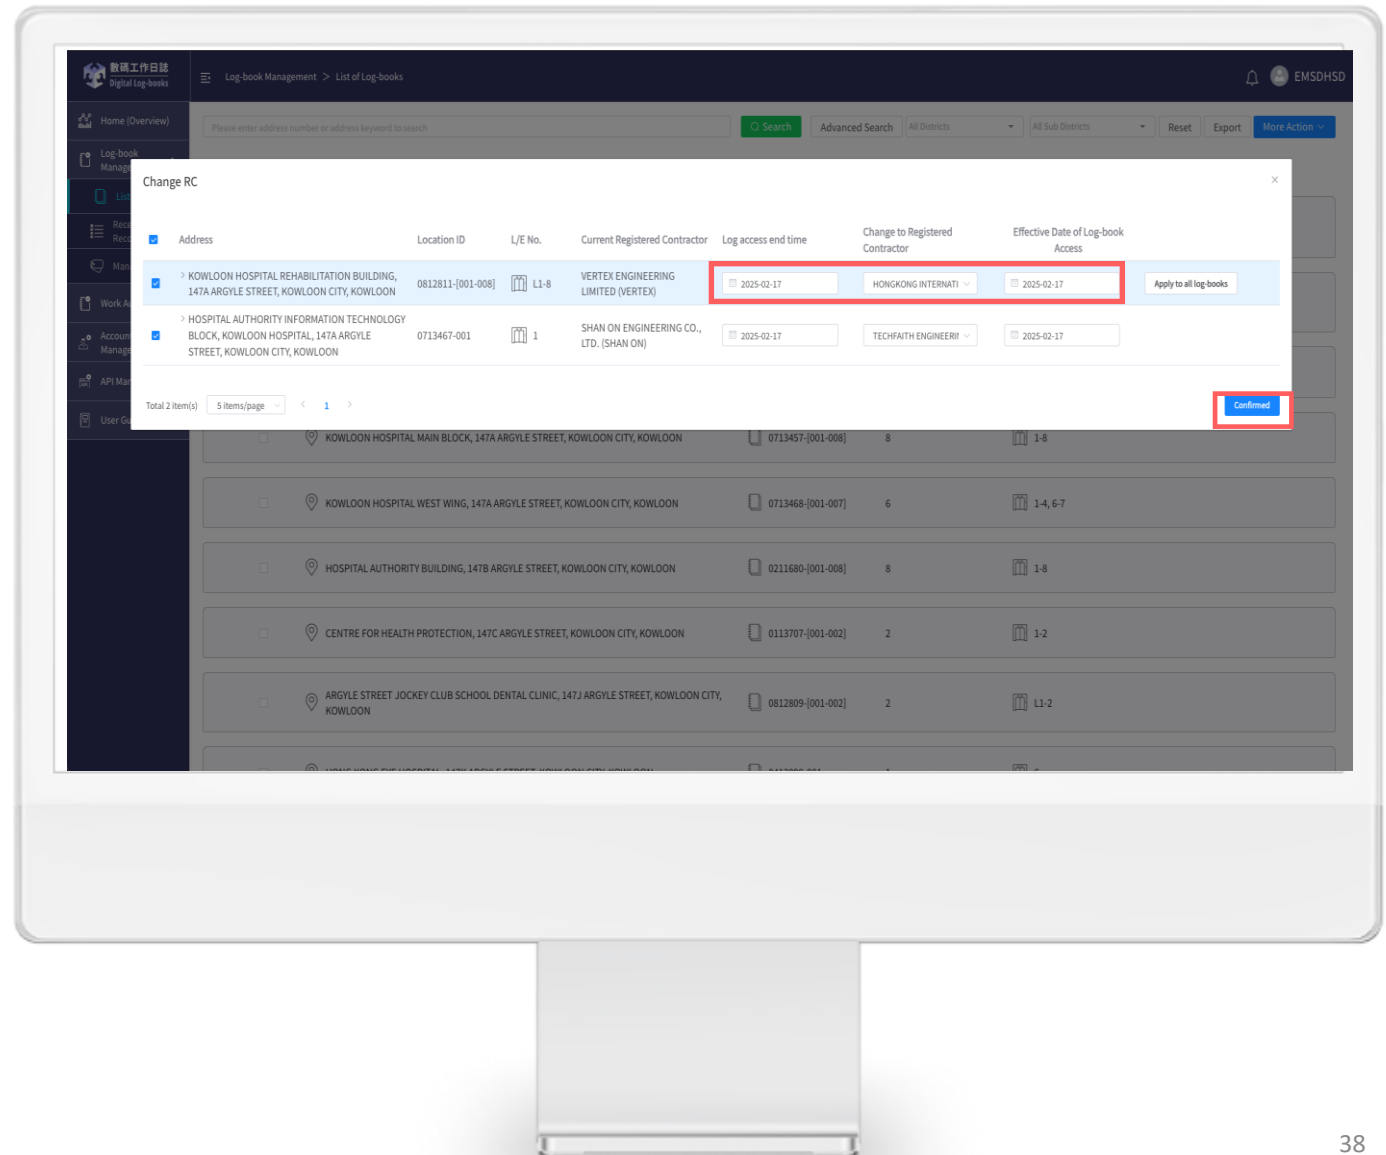 數碼工作日誌
Digital Log-books
Log-book Management > List of Log-books
EMSDHSD
Home (Overview)
Please enter address number or address keyword to search
Search
Advanced Search
All Districts
All Sub Districts
Reset
Export
More Action
Log-book
Manage
List
Rece
Reco
Man
Work Au
Account
Manage
API Man
User Gu
Change RC
Address
Location ID
L/E No.
Current Registered Contractor
Log access end time
Change to Registered
Contractor
Effective Date of Log-book
Access
KOWLOON HOSPITAL REHABILITATION BUILDING,
147A ARGYLE STREET, KOWLOON CITY, KOWLOON
0812811-[001-008]
L1-8
VERTEX ENGINEERING
LIMITED (VERTEX)
2025-02-17
HONGKONG INTERNATI
2025-02-17
Apply to all log-books
HOSPITAL AUTHORITY INFORMATION TECHNOLOGY
BLOCK, KOWLOON HOSPITAL, 147A ARGYLE
STREET, KOWLOON CITY, KOWLOON
0713467-001
1
SHAN ON ENGINEERING CO.,
LTD. (SHAN ON)
2025-02-17
TECHFAITH ENGINEERIN
2025-02-17
Total 2 item(s)
5 items/page
< 1 >
Confirmed
KOWLOON HOSPITAL MAIN BLOCK, 147A ARGYLE STREET, KOWLOON CITY, KOWLOON
0713457-[001-008]
8
1-8
KOWLOON HOSPITAL WEST WING, 147A ARGYLE STREET, KOWLOON CITY, KOWLOON
0713468-[001-007]
6
1-4, 6-7
HOSPITAL AUTHORITY BUILDING, 147B ARGYLE STREET, KOWLOON CITY, KOWLOON
0211680-[001-008]
8
1-8
CENTRE FOR HEALTH PROTECTION, 147C ARGYLE STREET, KOWLOON CITY, KOWLOON
0113707-[001-002]
2
1-2
ARGYLE STREET JOCKEY CLUB SCHOOL DENTAL CLINIC, 147J ARGYLE STREET, KOWLOON CITY,
KOWLOON
0812809-[001-002]
2
L1-2
38